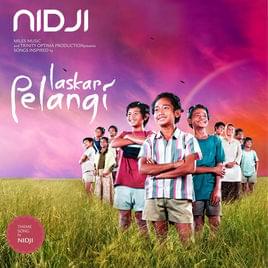 NIDJI
MILES MUSIC
and TRINITY OPTIMA PRODUCTION presents
SONGS INSPIRED by
laskar
Pelangi
THEME
SONG
by
NIDJI